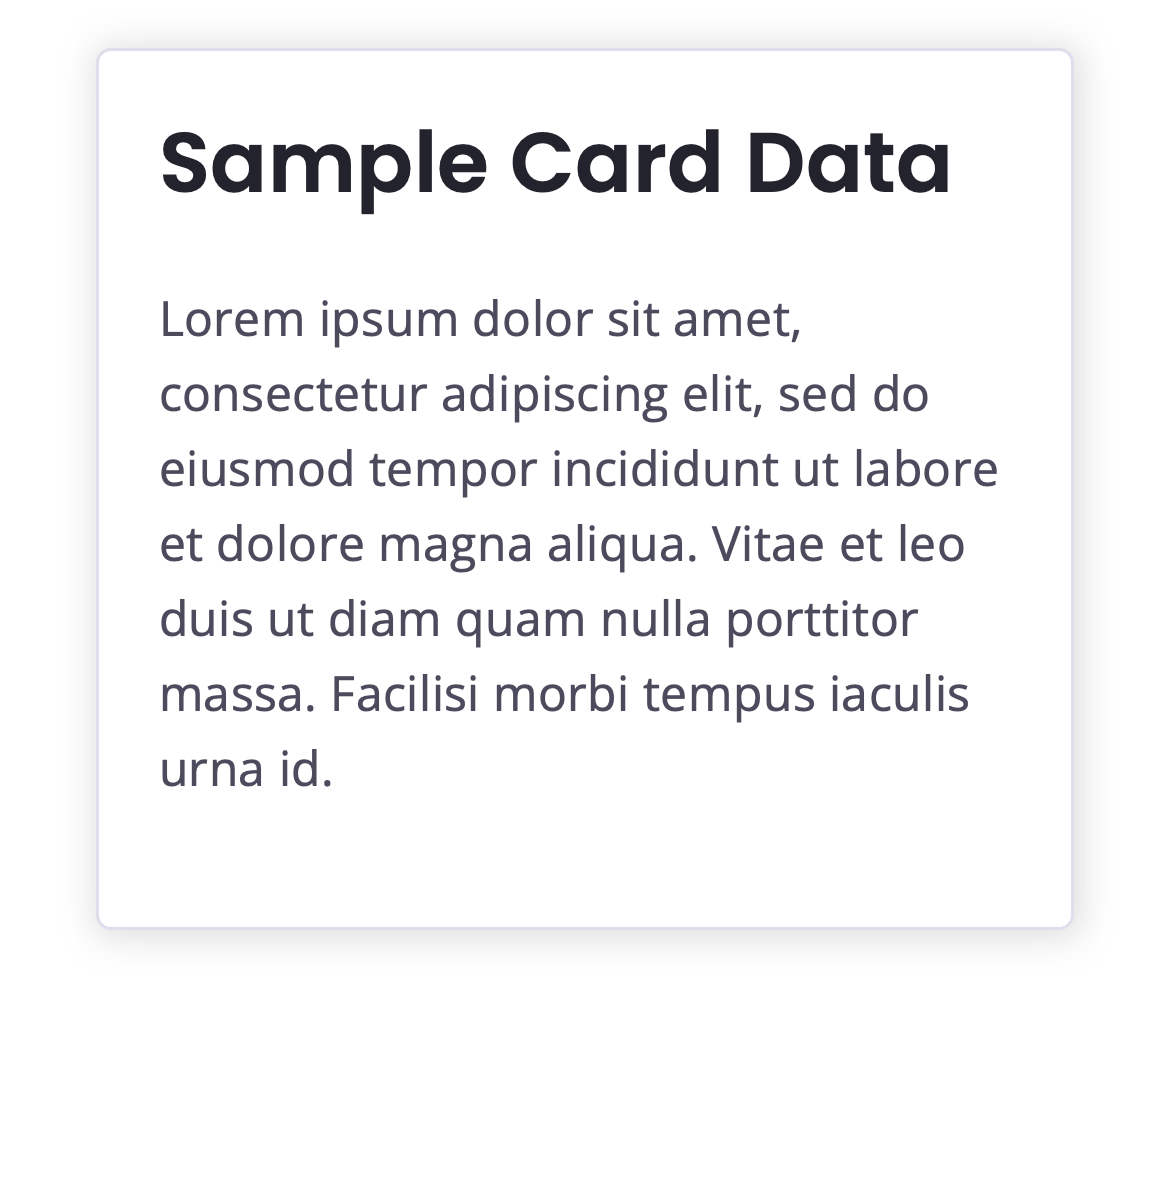 Sample Card Data
Lorem ipsum dolor sit amet,
consectetur adipiscing elit, sed do
eiusmod tempor incididunt ut labore
et dolore magna aliqua. Vitae et leo
duis ut diam quam nulla porttitor
massa. Facilisi morbi tempus iaculis
urna id.